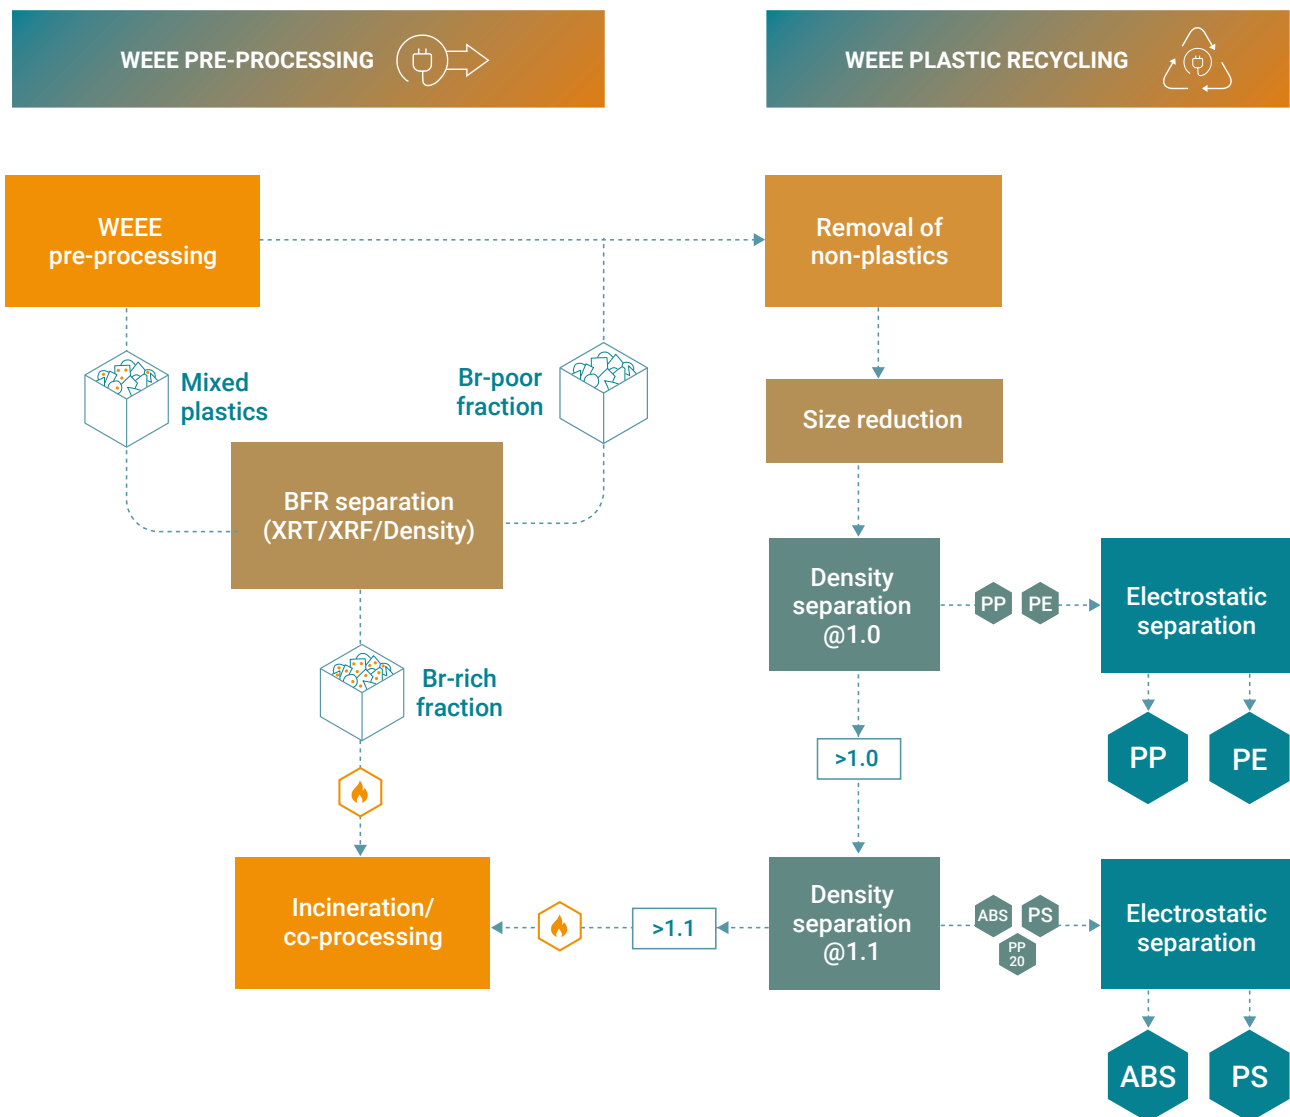 WEEE PRE-PROCESSING
WEEE PLASTIC RECYCLING
WEEE
pre-processing
Removal of
non-plastics
Mixed
plastics
Br-poor
fraction
Size reduction
BFR separation
(XRT/XRF/Density)
Density
separation
@1.0
PP
PE
Electrostatic
separation
Br-rich
fraction
PP
PE
>1.0
Incineration/
co-processing
>1.1
Density
separation
@1.1
ABS
PS
PP
20
Electrostatic
separation
ABS
PS